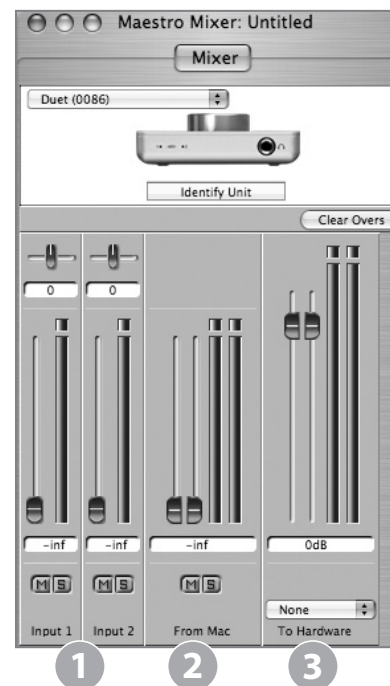 Maestro Mixer: Untitled
Mixer
Duet (0086)
Identify Unit
Clear Overs
0 0
-inf -inf -inf 0dB
M S M S M S
None
Input 1 Input 2 From Mac To Hardware
1 2 3